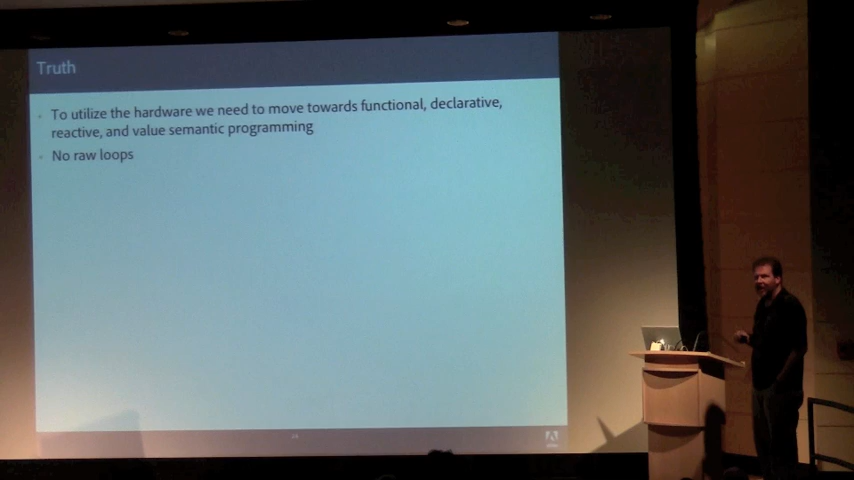 Truth
To utilize the hardware we need to move towards functional, declarative,
reactive, and value semantic programming
No raw loops